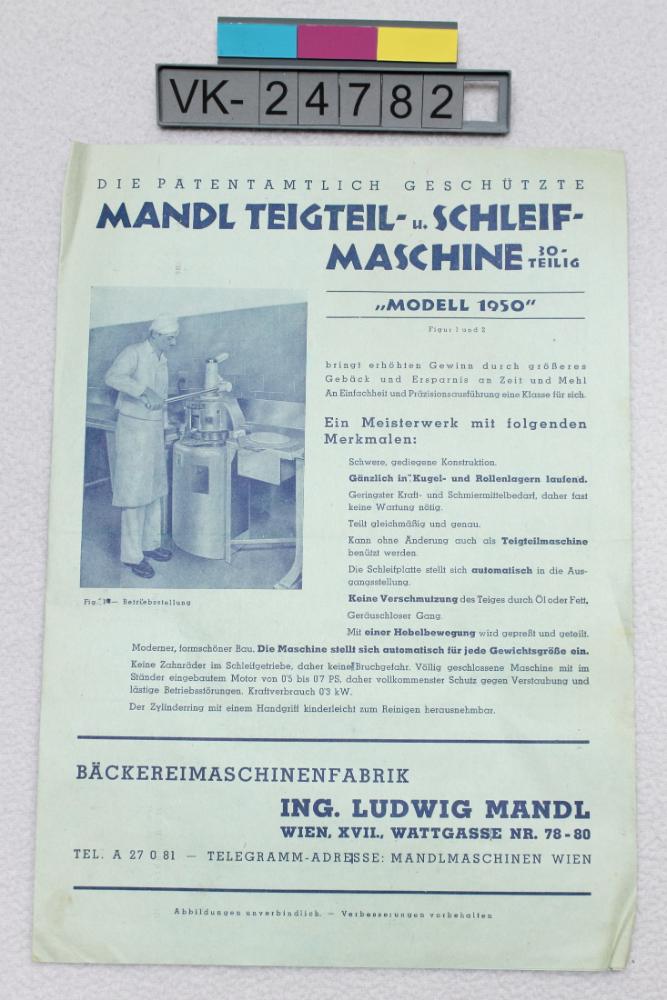 VK-24782
DIE PATENTAMTLICH GESCHÜTZTE
MANDL TEIGTEIL- u. SCHLEIF-
MASCHINE 30-TEILIG
„MODELL 1950"
Figur 1 und 2
bringt erhöhten Gewinn durch größeres
Gebäck und Ersparnis an Zeit und Mehl
An Einfachheit und Präzisionsausführung eine Klasse für sich.
Ein Meisterwerk mit folgenden
Merkmalen:
Schwere, gediegene Konstruktion.
Gänzlich in Kugel- und Rollenlagern laufend.
Geringster Kraft- und Schmiermittelbedarf, daher fast
keine Wartung nötig.
Teilt gleichmäßig und genau.
Kann ohne Änderung auch als Teigteilmaschine
benützt werden.
Die Schleifplatte stellt sich automatisch in die Aus-
gangsstellung.
Keine Verschmutzung des Teiges durch Öl oder Fett.
Geräuschloser Gang.
Mit einer Hebelbewegung wird gepreßt und geteilt.
Fig. 1 — Betriebsstellung
Moderner, formschöner Bau. Die Maschine stellt sich automatisch für jede Gewichtsgröße ein.
Keine Zahnräder im Schleifgetriebe, daher keine Bruchgefahr. Völlig geschlossene Maschine mit im
Ständer eingebautem Motor von 0'5 bis 0'7 PS, daher vollkommenster Schutz gegen Verstaubung und
lästige Betriebsstörungen. Kraftverbrauch 0'3 kW.
Der Zylinderring mit einem Handgriff kinderleicht zum Reinigen herausnehmbar.
BÄCKEREIMASCHINENFABRIK
ING. LUDWIG MANDL
WIEN, XVII., WATTGASSE NR. 78-80
TEL. A 27 0 81 — TELEGRAMM-ADRESSE: MANDLMASCHINEN WIEN
Abbildungen unverbindlich. — Verbesserungen vorbehalten